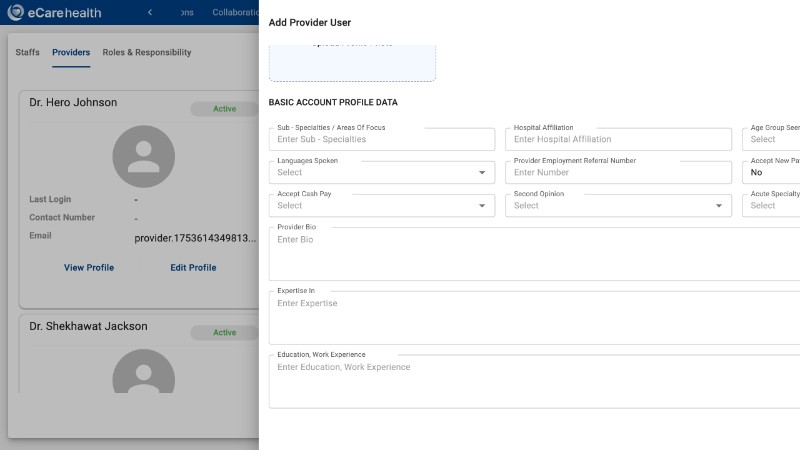 eCarehealth
ons
Collaboratio
Staffs
Providers
Roles & Responsibility
Dr. Hero Johnson
Active
Last Login
-
Contact Number
-
Email
provider.1753614349813...
View Profile
Edit Profile
Dr. Shekhawat Jackson
Active
Add Provider User
BASIC ACCOUNT PROFILE DATA
Sub - Specialties / Areas Of Focus
Enter Sub - Specialties
Hospital Affiliation
Enter Hospital Affiliation
Age Group Seen
Select
Languages Spoken
Select
Provider Employment Referral Number
Enter Number
Accept New Pa
No
Accept Cash Pay
Select
Second Opinion
Select
Acute Specialty
Select
Provider Bio
Enter Bio
Expertise In
Enter Expertise
Education, Work Experience
Enter Education, Work Experience